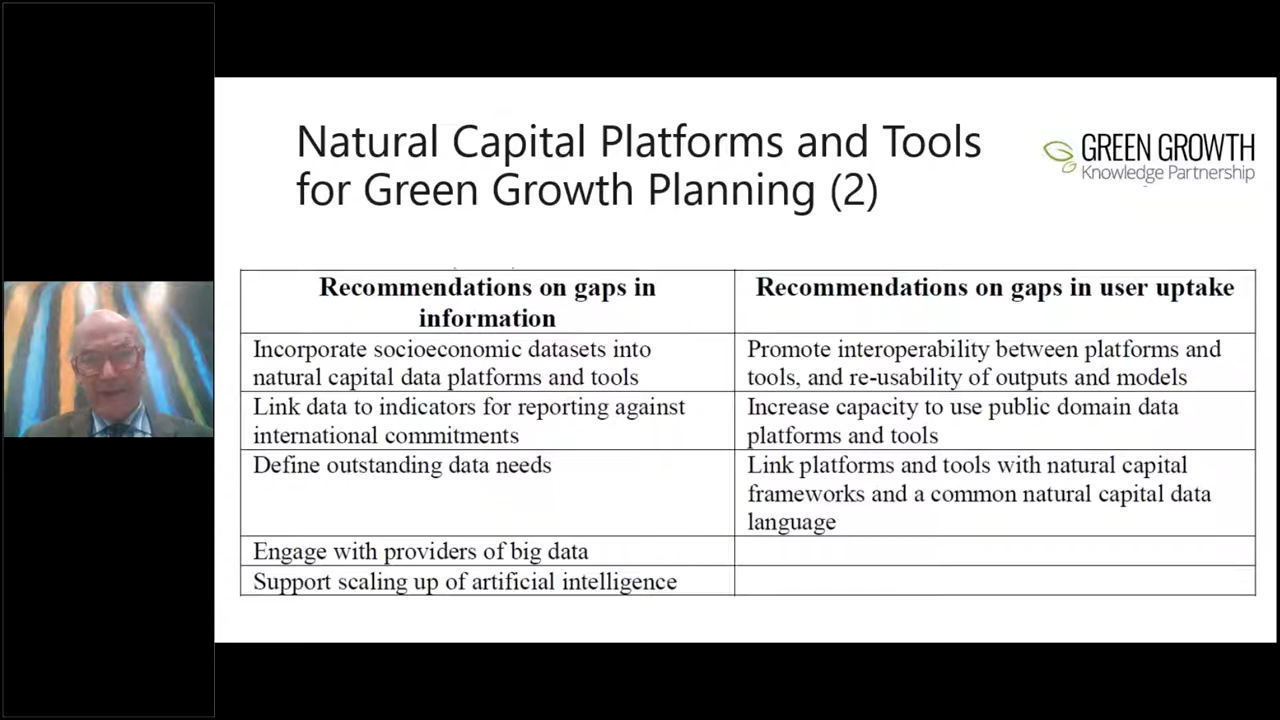 Natural Capital Platforms and Tools
for Green Growth Planning (2)
GREEN GROWTH
Knowledge Partnership
Recommendations on gaps in
information
Recommendations on gaps in user uptake
Incorporate socioeconomic datasets into
natural capital data platforms and tools
Promote interoperability between platforms and
tools, and re-usability of outputs and models
Link data to indicators for reporting against
international commitments
Increase capacity to use public domain data
platforms and tools
Define outstanding data needs
Link platforms and tools with natural capital
frameworks and a common natural capital data
language
Engage with providers of big data
Support scaling up of artificial intelligence